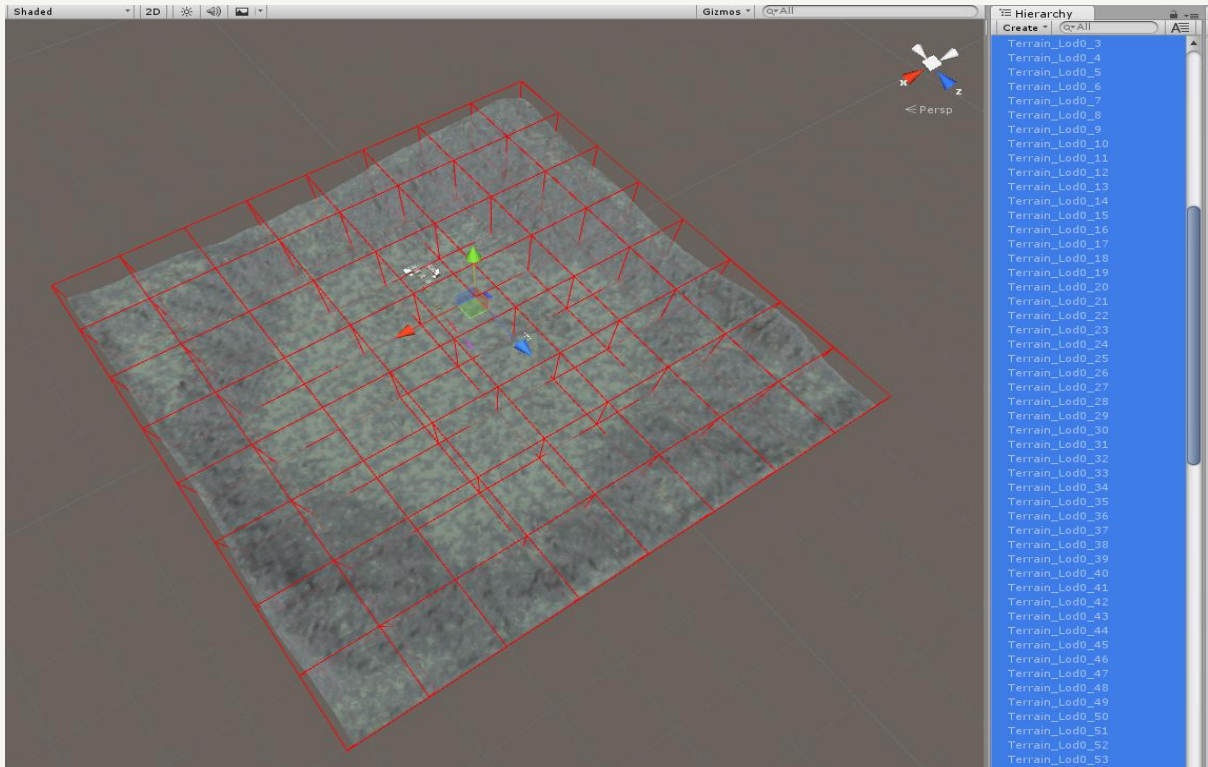 Shaded 2D Gizmos All
x z
Persp
Hierarchy
Create All
Terrain_Lod0_3
Terrain_Lod0_4
Terrain_Lod0_5
Terrain_Lod0_6
Terrain_Lod0_7
Terrain_Lod0_8
Terrain_Lod0_9
Terrain_Lod0_10
Terrain_Lod0_11
Terrain_Lod0_12
Terrain_Lod0_13
Terrain_Lod0_14
Terrain_Lod0_15
Terrain_Lod0_16
Terrain_Lod0_17
Terrain_Lod0_18
Terrain_Lod0_19
Terrain_Lod0_20
Terrain_Lod0_21
Terrain_Lod0_22
Terrain_Lod0_23
Terrain_Lod0_24
Terrain_Lod0_25
Terrain_Lod0_26
Terrain_Lod0_27
Terrain_Lod0_28
Terrain_Lod0_29
Terrain_Lod0_30
Terrain_Lod0_31
Terrain_Lod0_32
Terrain_Lod0_33
Terrain_Lod0_34
Terrain_Lod0_35
Terrain_Lod0_36
Terrain_Lod0_37
Terrain_Lod0_38
Terrain_Lod0_39
Terrain_Lod0_40
Terrain_Lod0_41
Terrain_Lod0_42
Terrain_Lod0_43
Terrain_Lod0_44
Terrain_Lod0_45
Terrain_Lod0_46
Terrain_Lod0_47
Terrain_Lod0_48
Terrain_Lod0_49
Terrain_Lod0_50
Terrain_Lod0_51
Terrain_Lod0_52
Terrain_Lod0_53